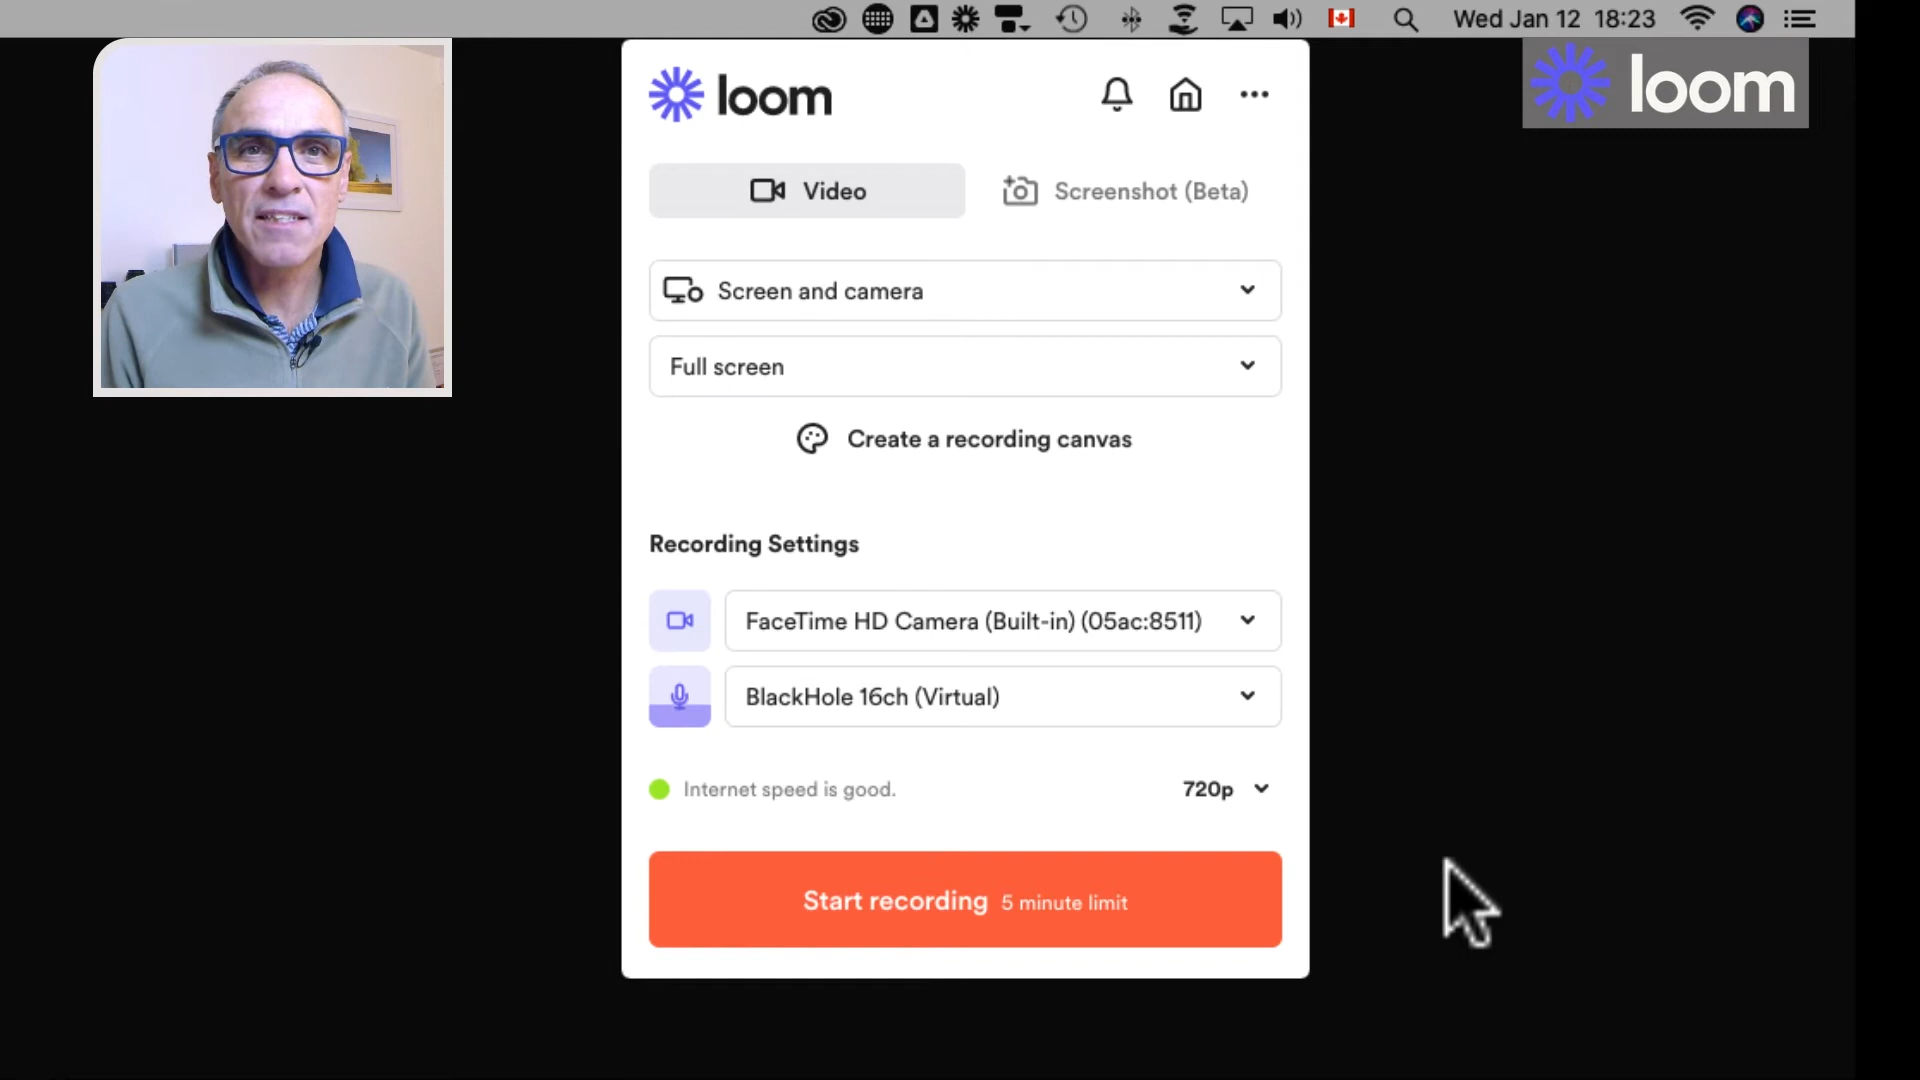 Wed Jan 12 18:23
loom
loom
Video
Screenshot (Beta)
Screen and camera
Full screen
Create a recording canvas
Recording Settings
FaceTime HD Camera (Built-in) (05ac:8511)
BlackHole 16ch (Virtual)
Internet speed is good.
720p
Start recording 5 minute limit